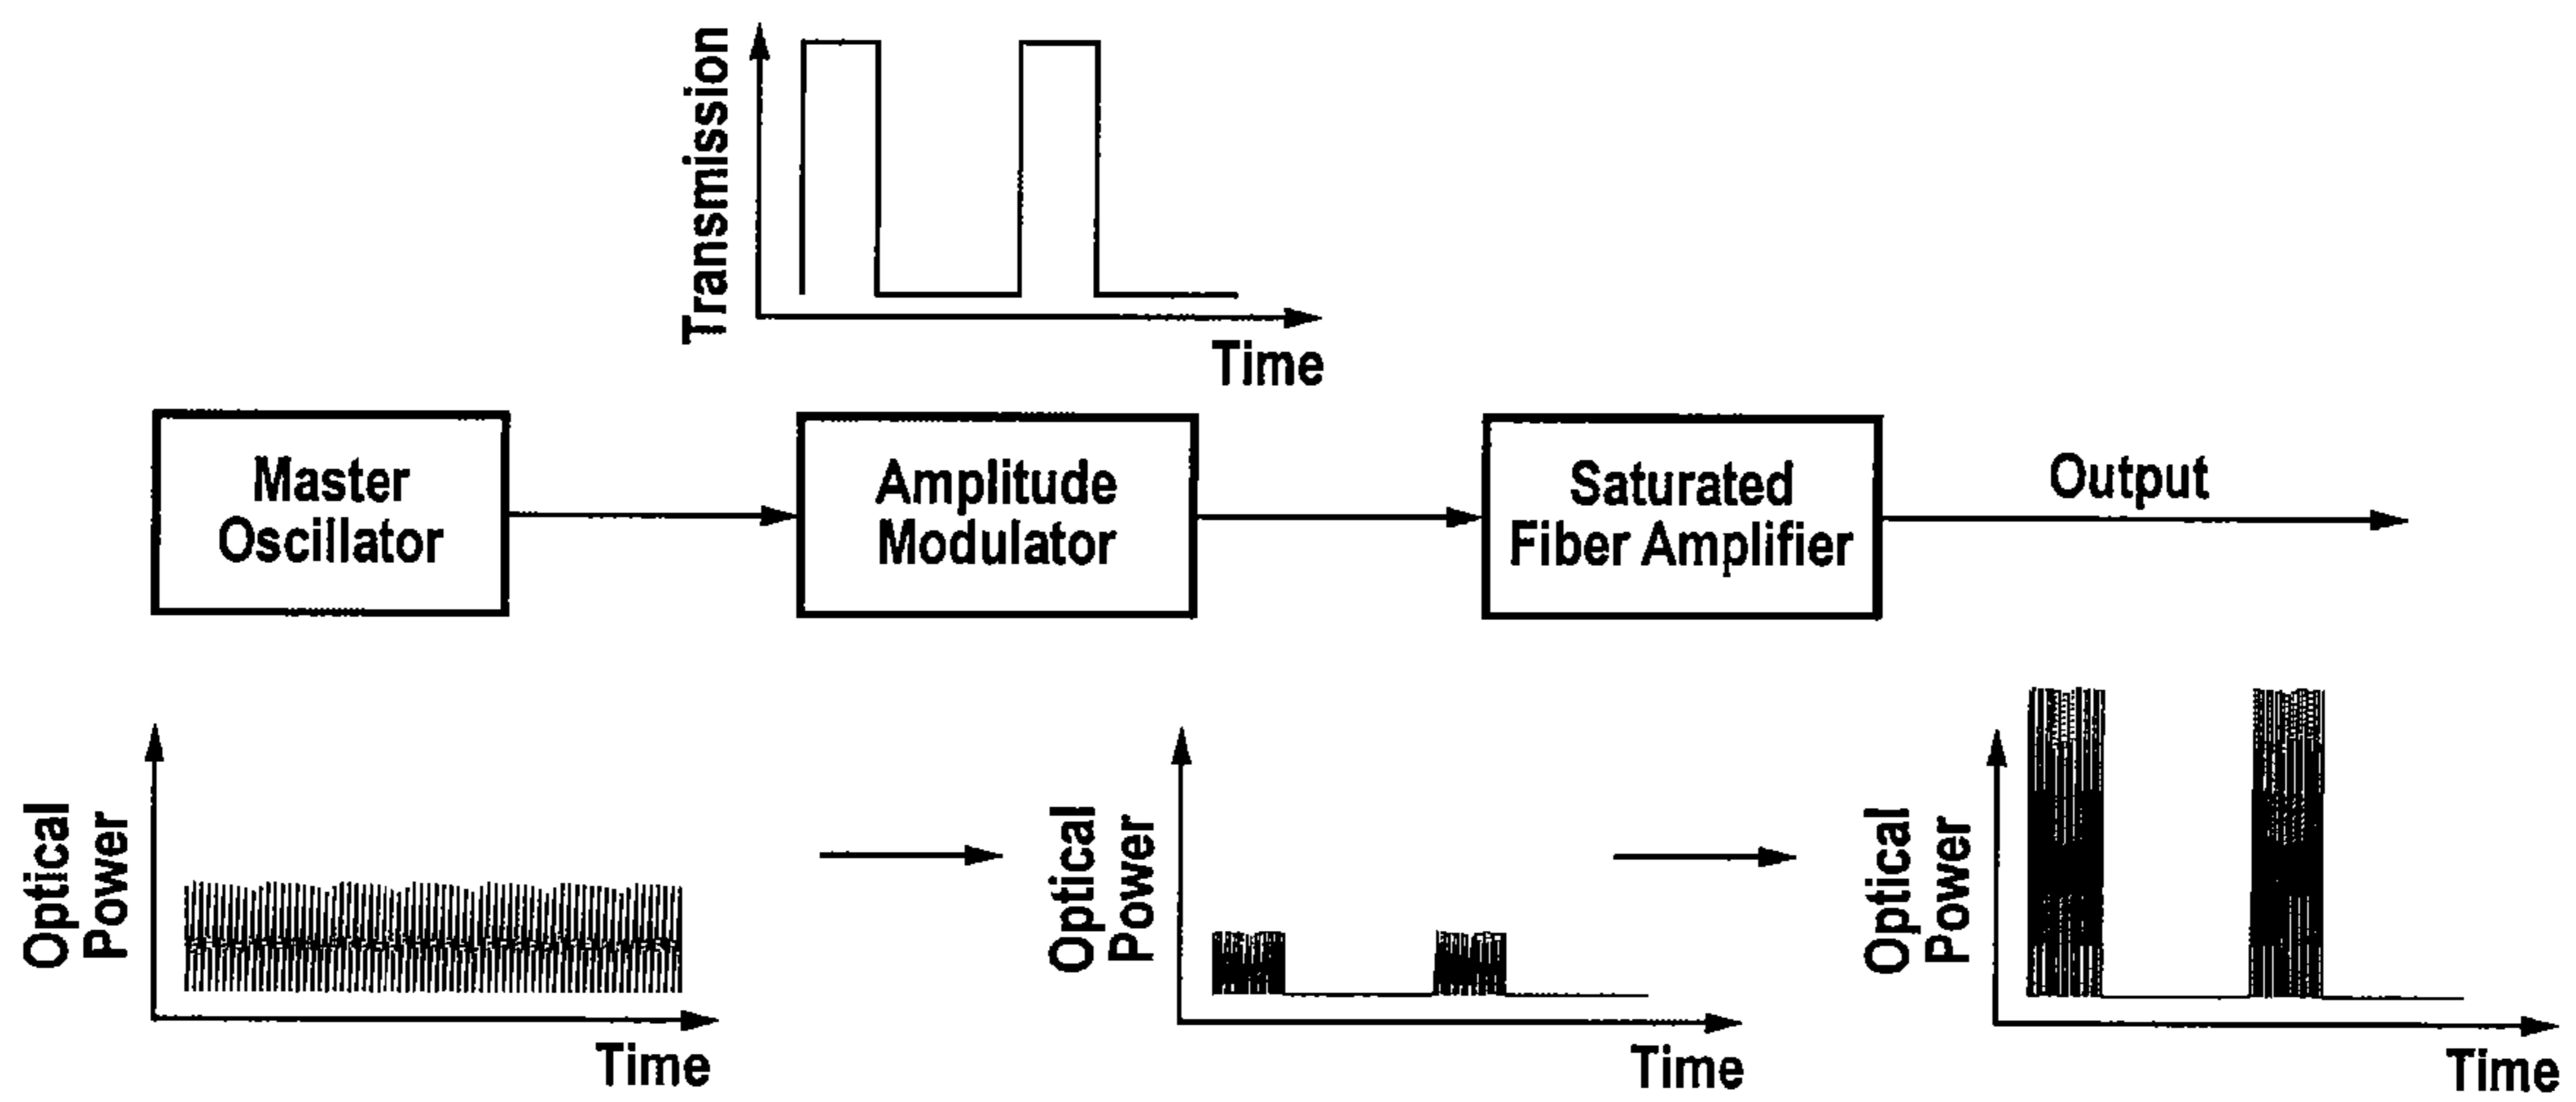 Transmission
Time
Master
Oscillator
Amplitude
Modulator
Saturated
Fiber Amplifier
Output
Optical
Power
Time
Optical
Power
Time
Optical
Power
Time